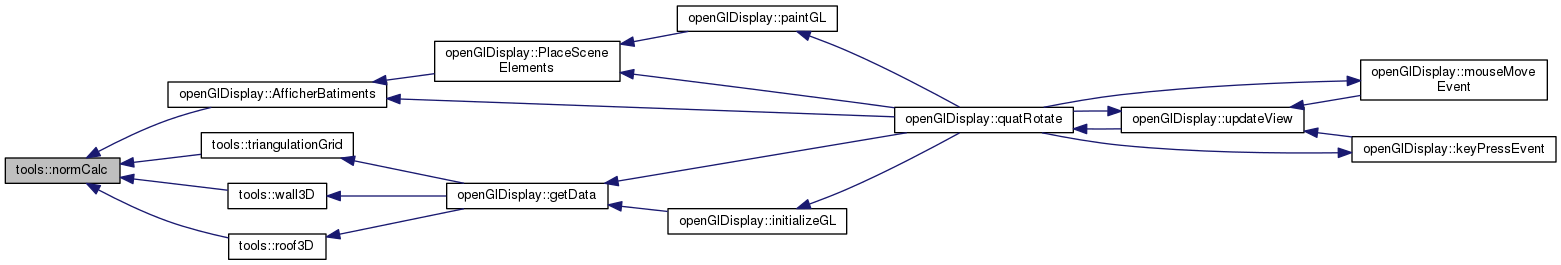 openGlDisplay::paintGL
openGlDisplay::PlaceScene
Elements
openGlDisplay::mouseMove
Event
openGlDisplay::AfficherBatiments
openGlDisplay::quatRotate
openGlDisplay::updateView
tools::triangulationGrid
openGlDisplay::keyPressEvent
tools::normCalc
tools::wall3D
openGlDisplay::getData
openGlDisplay::initializeGL
tools::roof3D